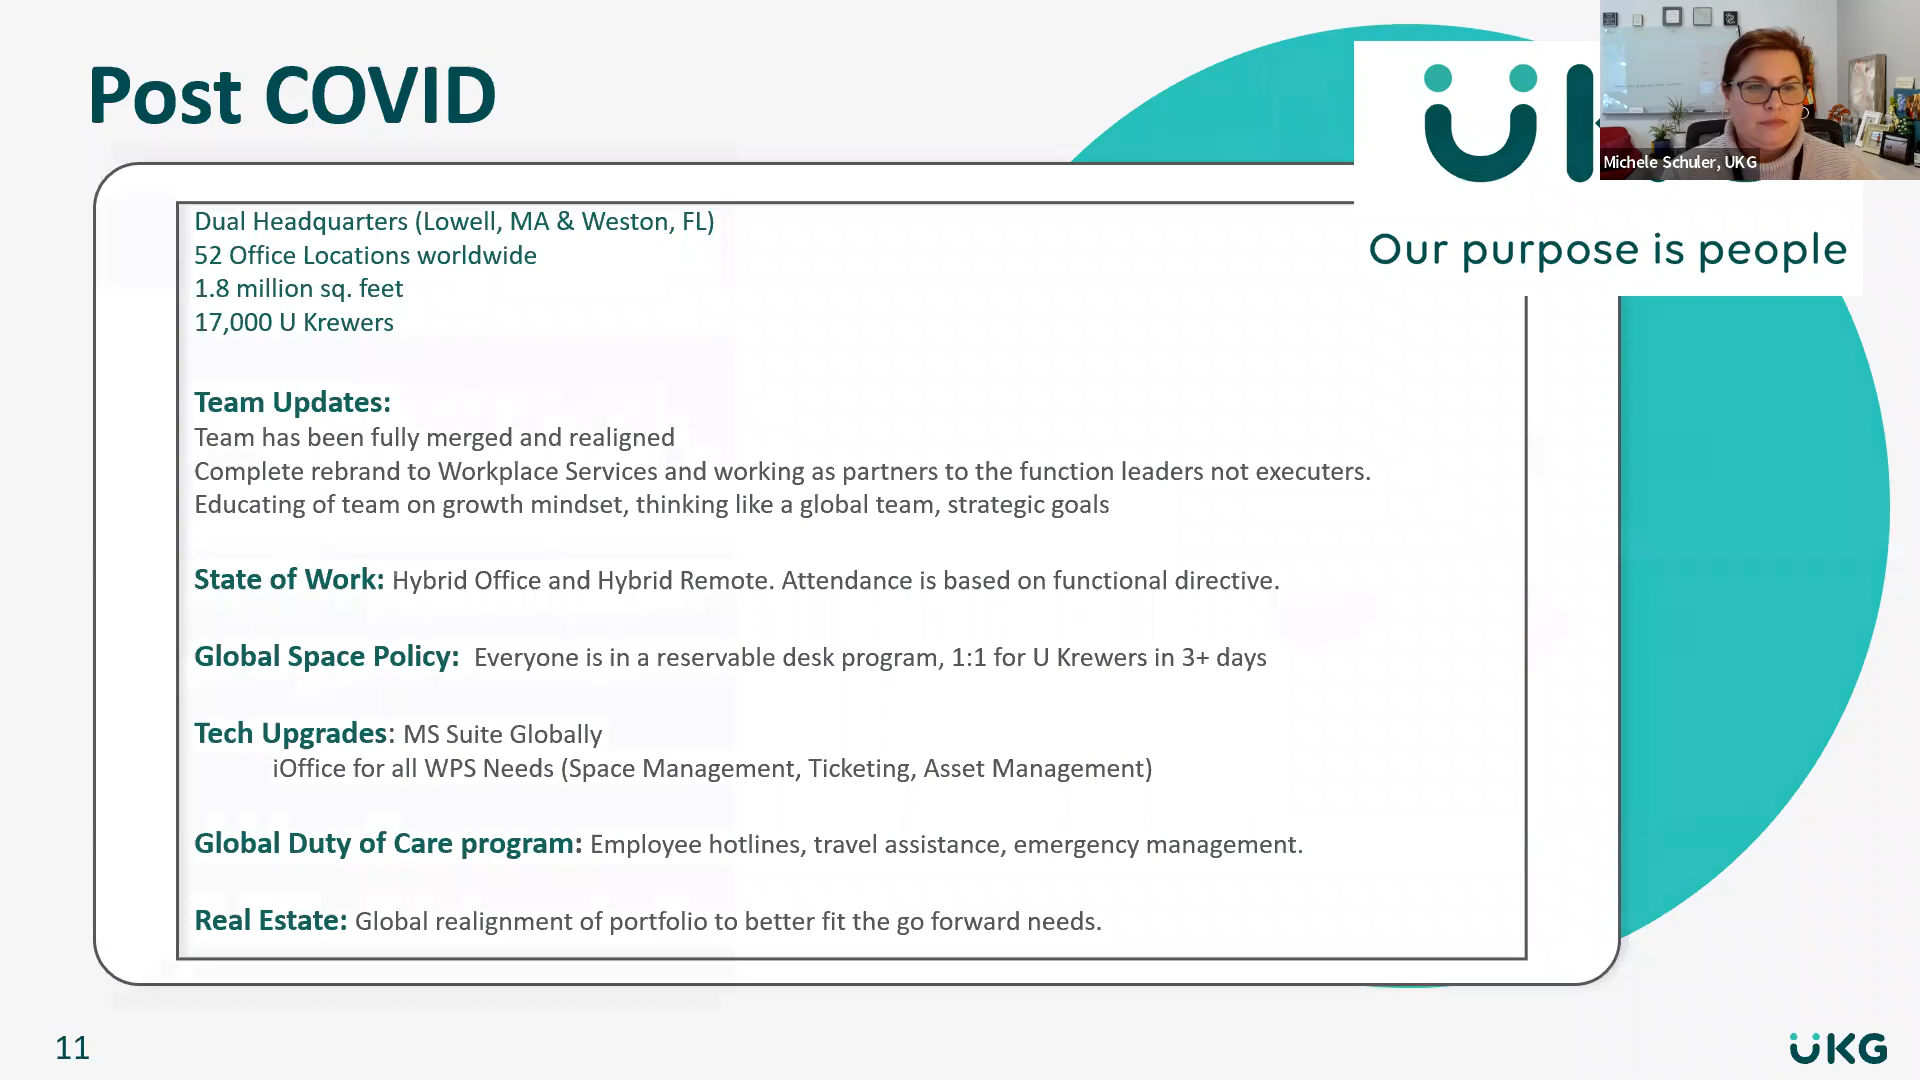 Post COVID
Michele Schuler, UKG
Our purpose is people
Dual Headquarters (Lowell, MA & Weston, FL)
52 Office Locations worldwide
1.8 million sq. feet
17,000 U Krewers
Team Updates:
Team has been fully merged and realigned
Complete rebrand to Workplace Services and working as partners to the function leaders not executers.
Educating of team on growth mindset, thinking like a global team, strategic goals
State of Work: Hybrid Office and Hybrid Remote. Attendance is based on functional directive.
Global Space Policy: Everyone is in a reservable desk program, 1:1 for U Krewers in 3+ days
Tech Upgrades: MS Suite Globally
iOffice for all WPS Needs (Space Management, Ticketing, Asset Management)
Global Duty of Care program: Employee hotlines, travel assistance, emergency management.
Real Estate: Global realignment of portfolio to better fit the go forward needs.
11
UKG